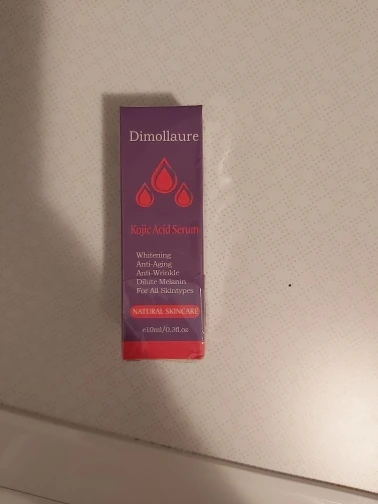 Dimollaure
Kojic Acid Serum
Whitening
Anti-Aging
Anti-Wrinkle
Dilute Melanin
For All Skintypes
NATURAL SKINCARE
e10ml/0.3fl.oz